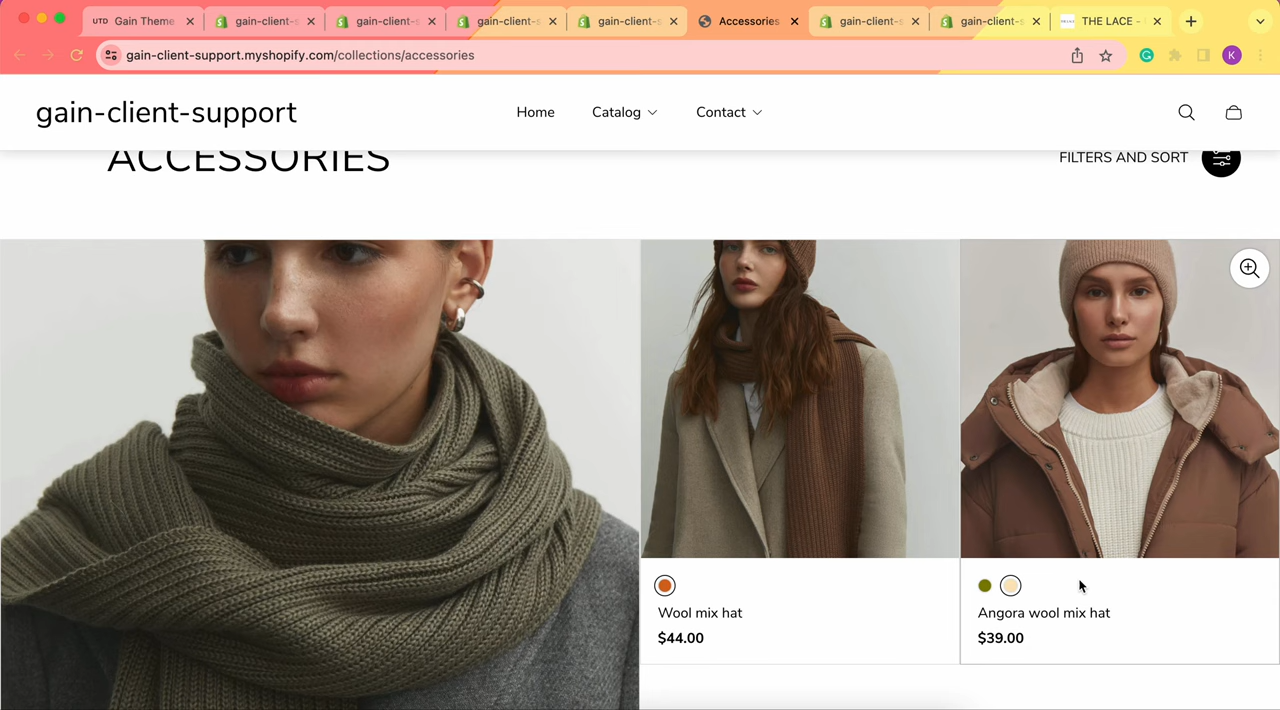 UTD Gain Theme
gain-client-s
gain-client-s
gain-client-s
gain-client-s
Accessories
gain-client-s
gain-client-s
THE LACE –
gain-client-support.myshopify.com/collections/accessories
K
gain-client-support
Home
Catalog
Contact
ACCESSORIES
FILTERS AND SORT
Wool mix hat
$44.00
Angora wool mix hat
$39.00